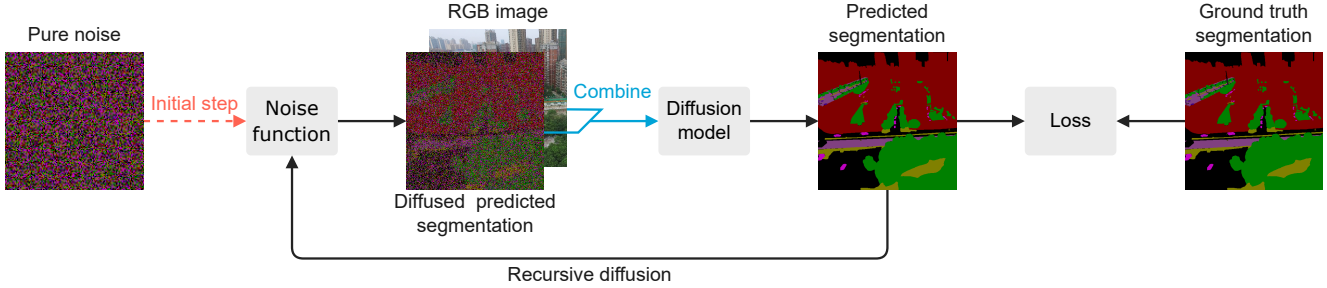 Pure noise
Initial step
Noise
function
RGB image
Diffused predicted
segmentation
Combine
Diffusion
model
Predicted
segmentation
Loss
Ground truth
segmentation
Recursive diffusion